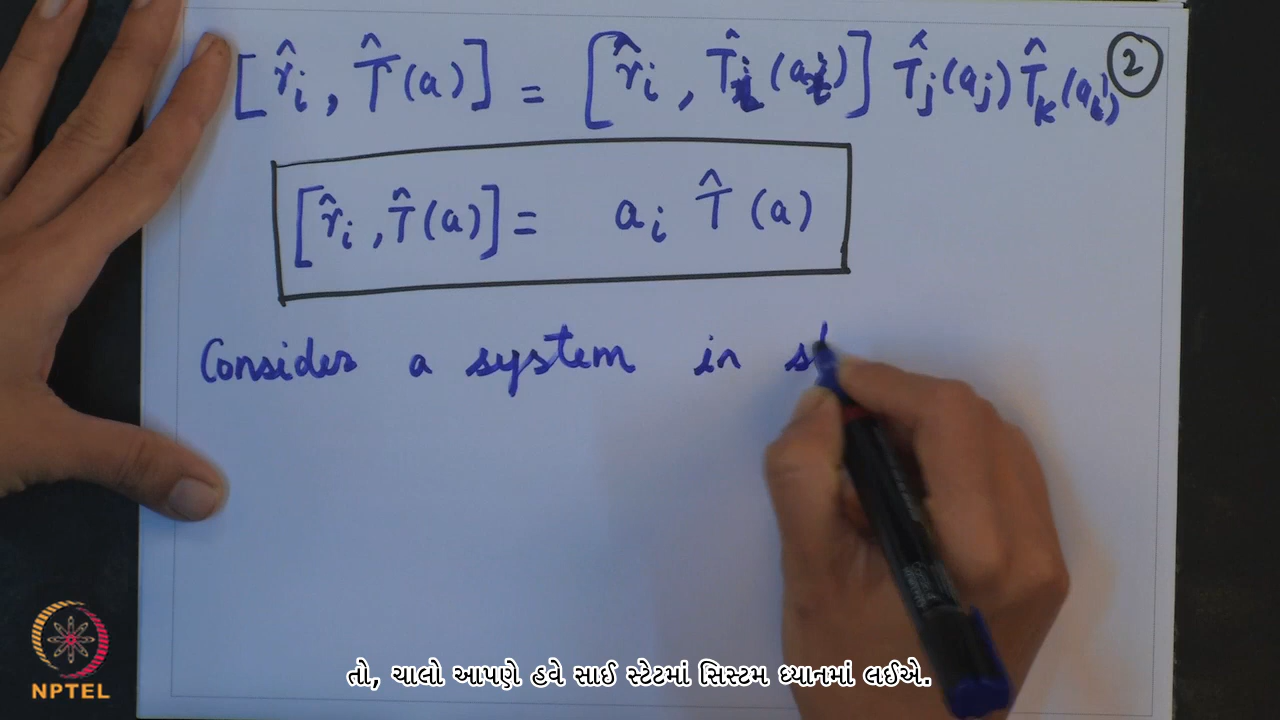 [r̂ᵢ, T̂(a)] = [r̂ᵢ, T̂ᵢ(aᵢ)] T̂ⱼ(aⱼ) T̂ₖ(aₖ) ②
[r̂ᵢ, T̂(a)] = aᵢ T̂(a)
Consider a system in
તો, ચાલો આપણે હવે સાઈ સ્ટેટમાં સિસ્ટમ ધ્યાનમાં લઈએ.
NPTEL